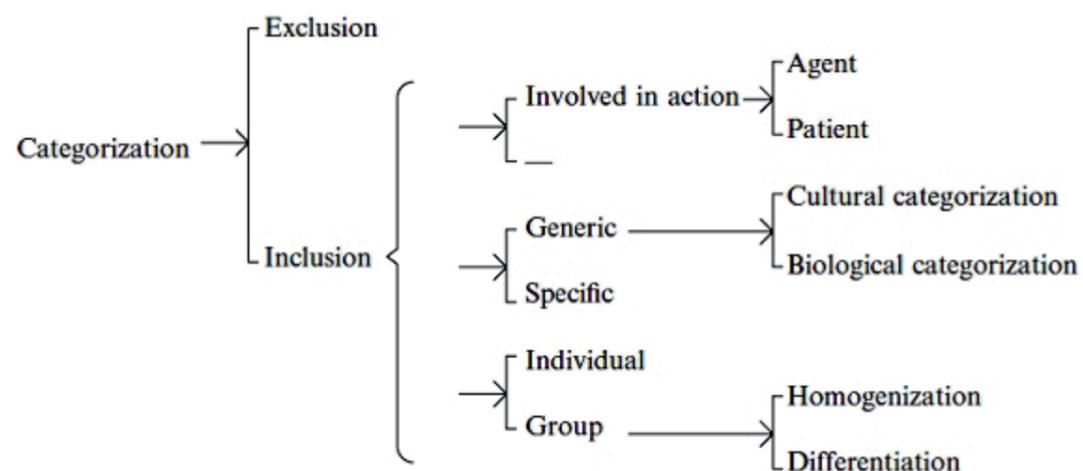 Exclusion
Agent
Involved in action
Patient
Categorization
—
Cultural categorization
Generic
Inclusion
Biological categorization
Specific
Individual
Homogenization
Group
Differentiation